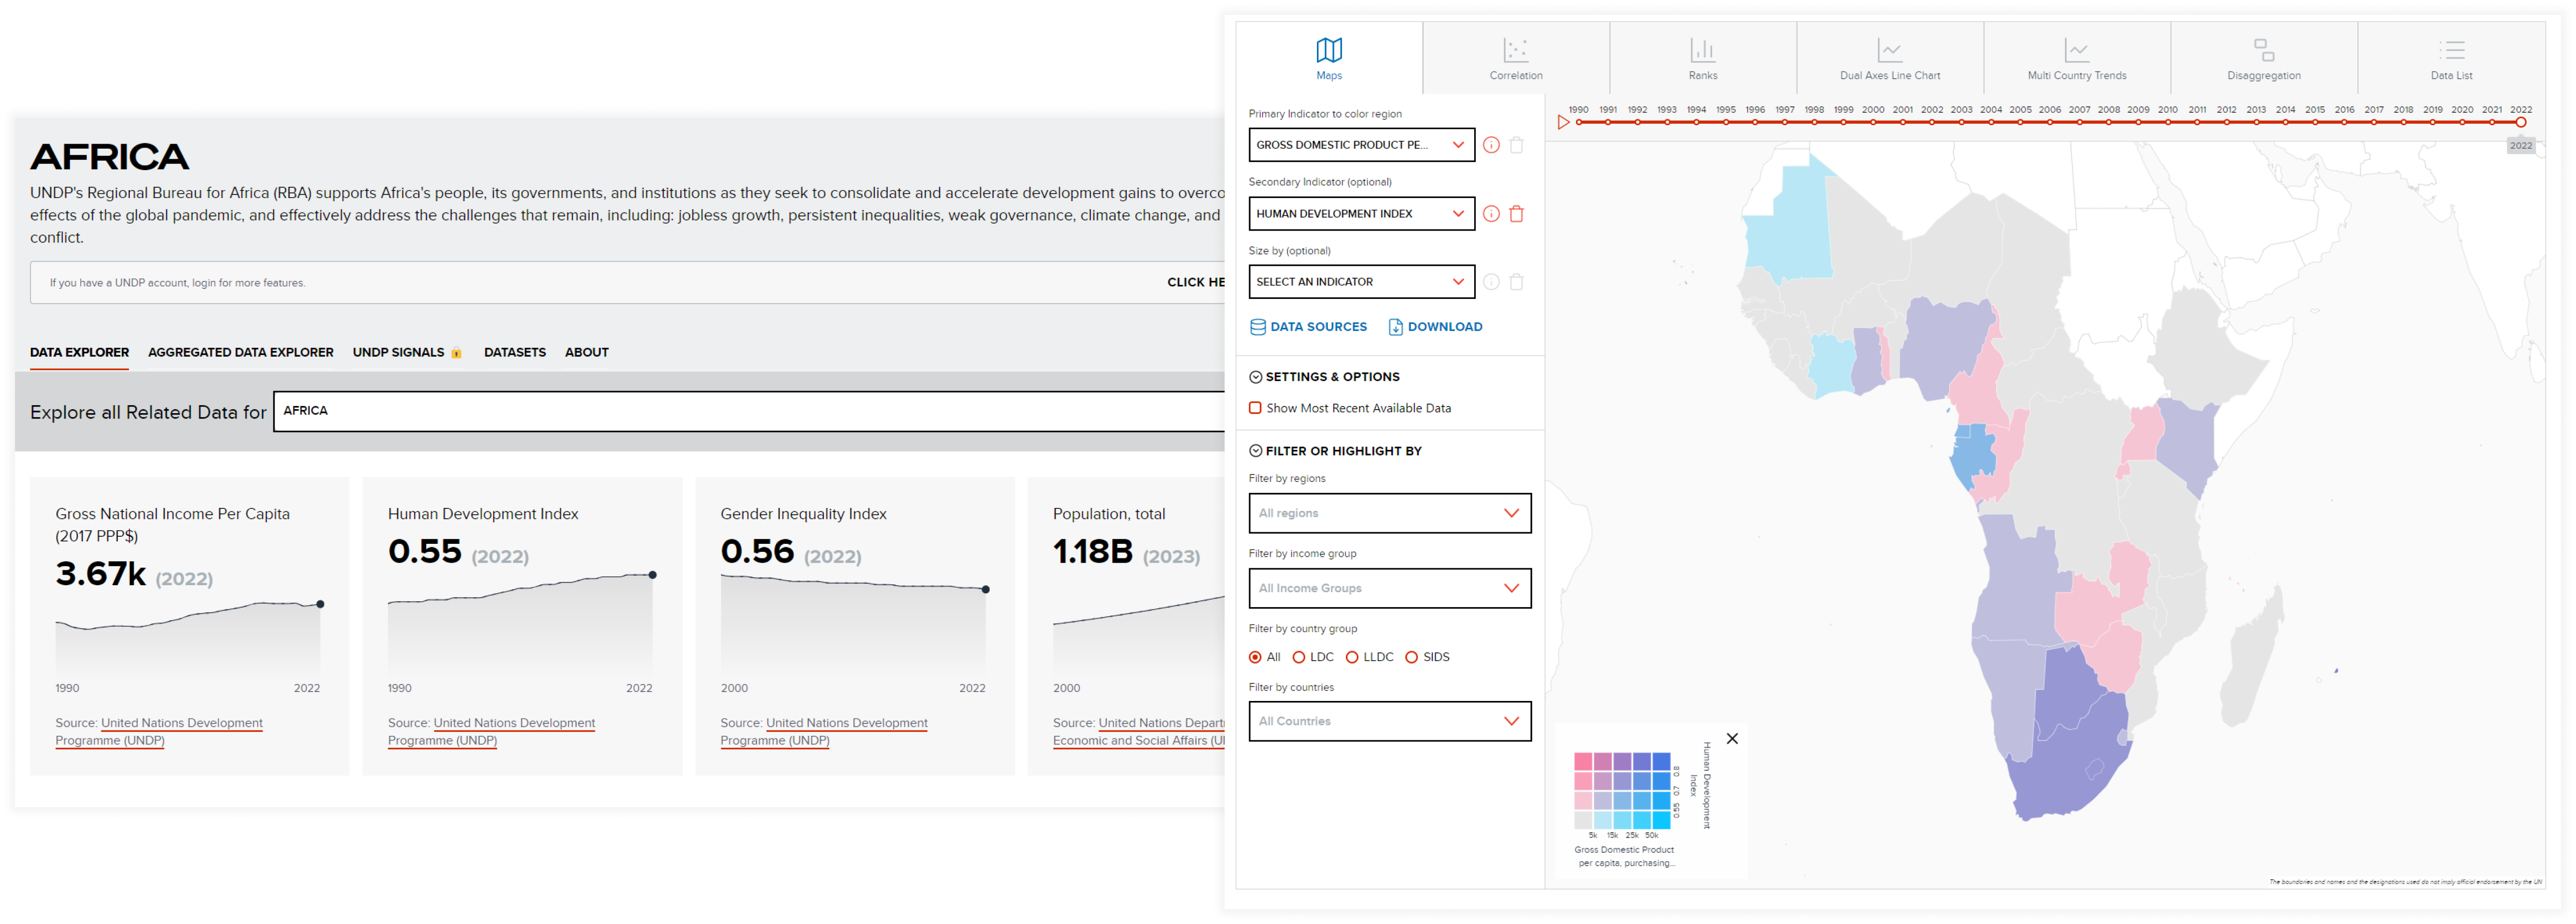 AFRICA
UNDP's Regional Bureau for Africa (RBA) supports Africa's people, its governments, and institutions as they seek to consolidate and accelerate development gains to overco
effects of the global pandemic, and effectively address the challenges that remain, including: jobless growth, persistent inequalities, weak governance, climate change, and
conflict.
If you have a UNDP account, login for more features.
CLICK HE
DATA EXPLORER
AGGREGATED DATA EXPLORER
UNDP SIGNALS
DATASETS
ABOUT
Explore all Related Data for
AFRICA
Gross National Income Per Capita
(2017 PPP$)
3.67k (2022)
1990
2022
Source: United Nations Development
Programme (UNDP)
Human Development Index
0.55 (2022)
1990
2022
Source: United Nations Development
Programme (UNDP)
Gender Inequality Index
0.56 (2022)
2000
2022
Source: United Nations Development
Programme (UNDP)
Population, total
1.18B (2023)
2000
Source: United Nations Depart
Economic and Social Affairs (U
Maps
Correlation
Ranks
Dual Axes Line Chart
Multi Country Trends
Disaggregation
Data List
Primary Indicator to color region
GROSS DOMESTIC PRODUCT PE...
Secondary Indicator (optional)
HUMAN DEVELOPMENT INDEX
Size by (optional)
SELECT AN INDICATOR
DATA SOURCES
DOWNLOAD
SETTINGS & OPTIONS
Show Most Recent Available Data
FILTER OR HIGHLIGHT BY
Filter by regions
All regions
Filter by income group
All Income Groups
Filter by country group
All
LDC
LLDC
SIDS
Filter by countries
All Countries
1990 1991 1992 1993 1994 1995 1996 1997 1998 1999 2000 2001 2002 2003 2004 2005 2006 2007 2008 2009 2010 2011 2012 2013 2014 2015 2016 2017 2018 2019 2020 2021 2022
2022
Human Development
Index
0.8
0.7
0.55
5k 15k 25k 50k
Gross Domestic Product
per capita, purchasing...
The boundaries and names and the designations used do not imply official endorsement by the UN